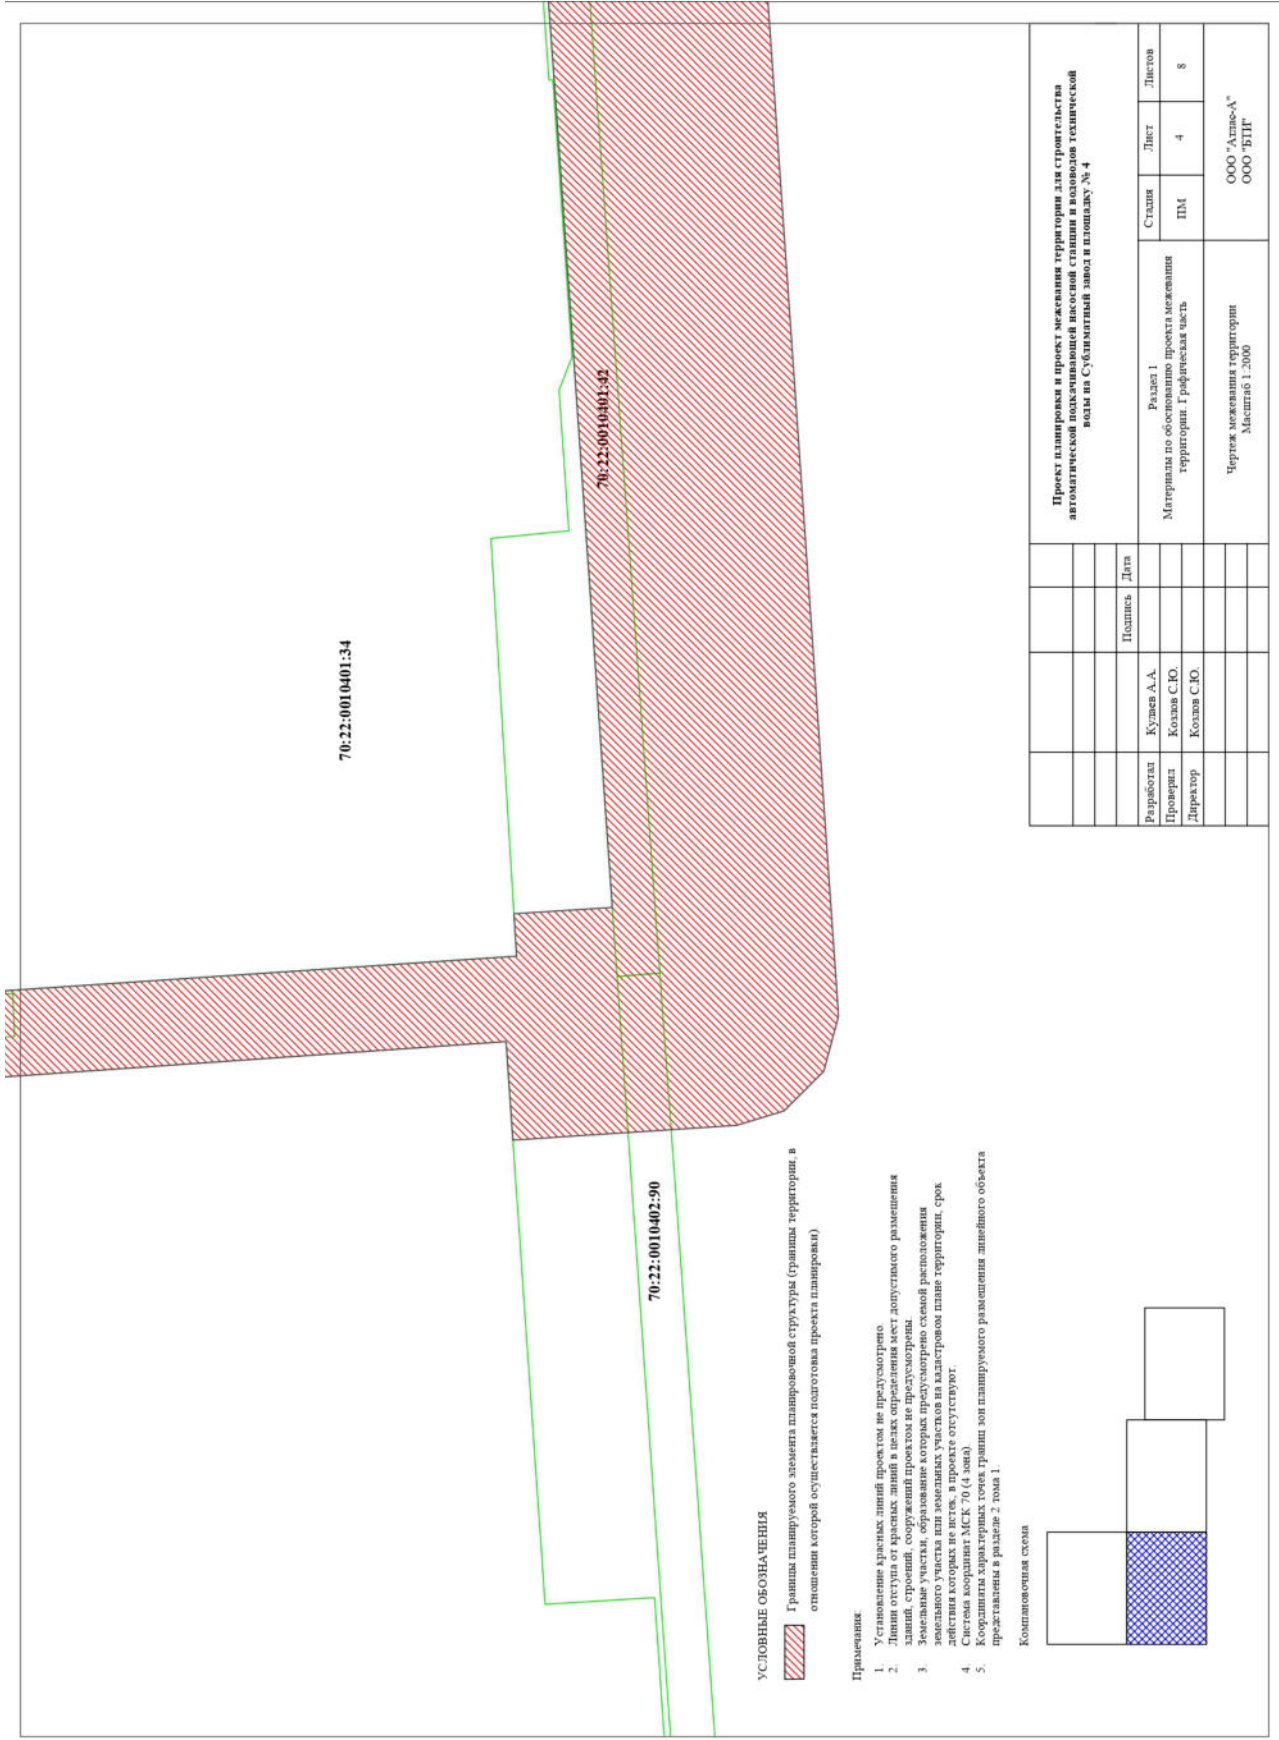 70:22:0010401:34
70:22:0010401:42
70:22:0010402:90
УСЛОВНЫЕ ОБОЗНАЧЕНИЯ
Границы планируемого элемента планировочной структуры (границы территории, в
отношении которой осуществляется подготовка проекта планировки)
Примечания:
1. Установление красных линий проектом не предусмотрено.
2. Линии отступа от красных линий в целях определения мест допустимого размещения
зданий, строений, сооружений проектом не предусмотрены.
3. Земельные участки, образование которых предусмотрено схемой расположения
земельного участка или земельных участков на кадастровом плане территории, срок
действия которых не истек, в проекте отсутствуют.
4. Система координат МСК 70 (4 зона).
5. Координаты характерных точек границ зон планируемого размещения линейного объекта
представлены в разделе 2 тома 1.
Компановочная схема
Проект планировки и проект межевания территории для строительства
автоматической подкачивающей насосной станции и водоводов технической
воды на Сублиматный завод и площадку № 4
Подпись Дата
Разработал Кулаев А.А.
Проверил Козлов С.Ю.
Директор Козлов С.Ю.
Раздел 1
Материалы по обоснованию проекта межевания
территории. Графическая часть
Стадия Лист Листов
ПМ 4 8
Чертеж межевания территории
Масштаб 1:2000
ООО "Атлас-А"
ООО "БТИ"